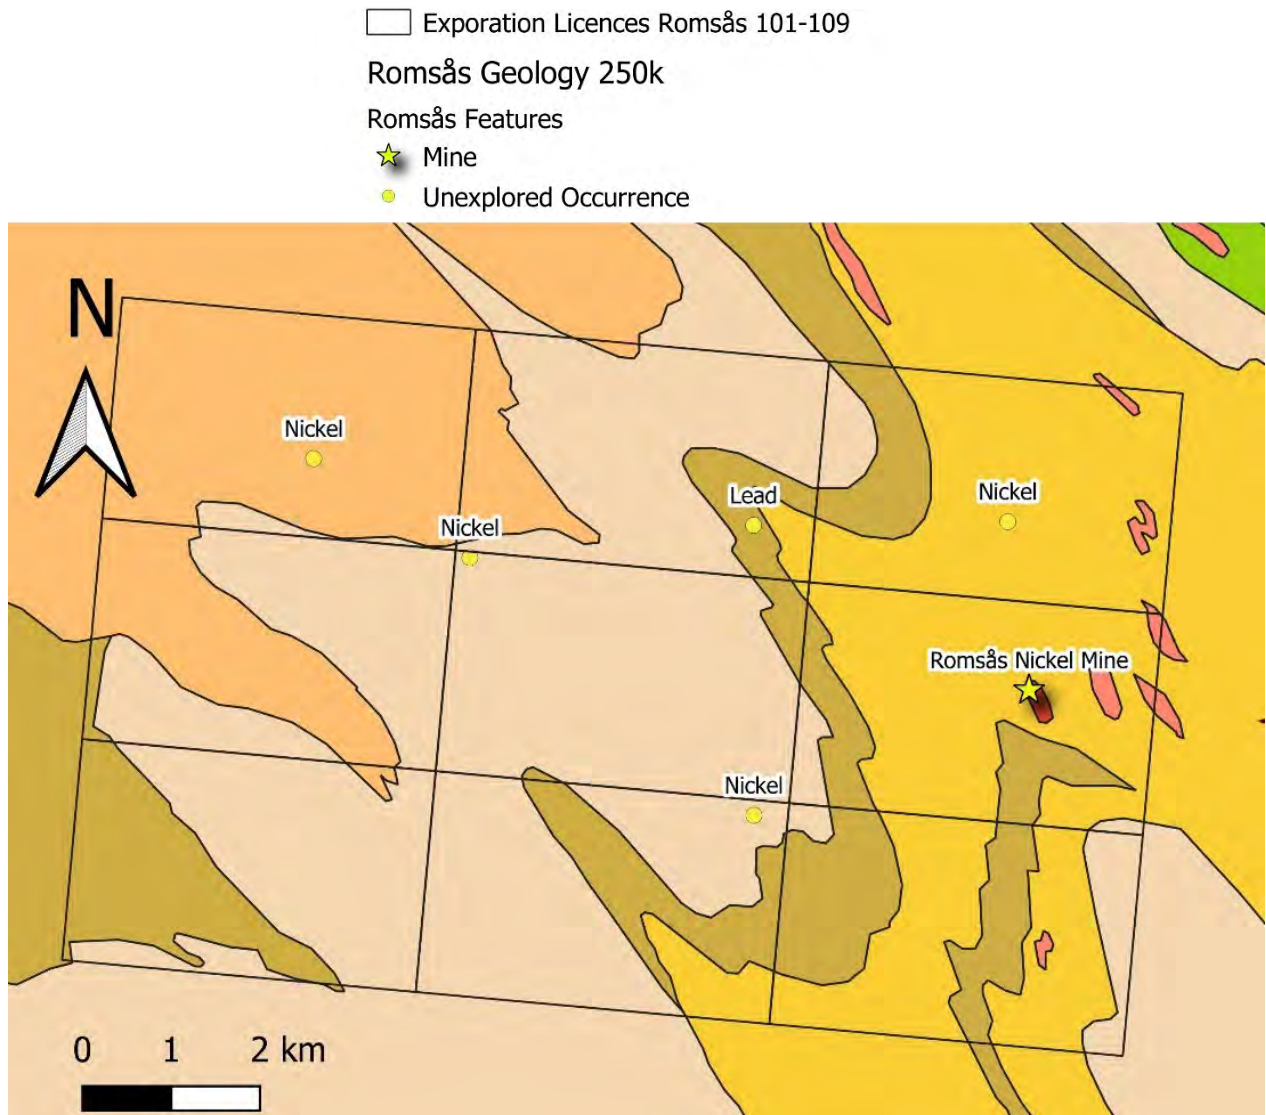 Exporation Licences Romsås 101-109
Romsås Geology 250k
Romsås Features
Mine
Unexplored Occurrence
N
Nickel
Nickel
Lead
Nickel
Romsås Nickel Mine
Nickel
0 1 2 km